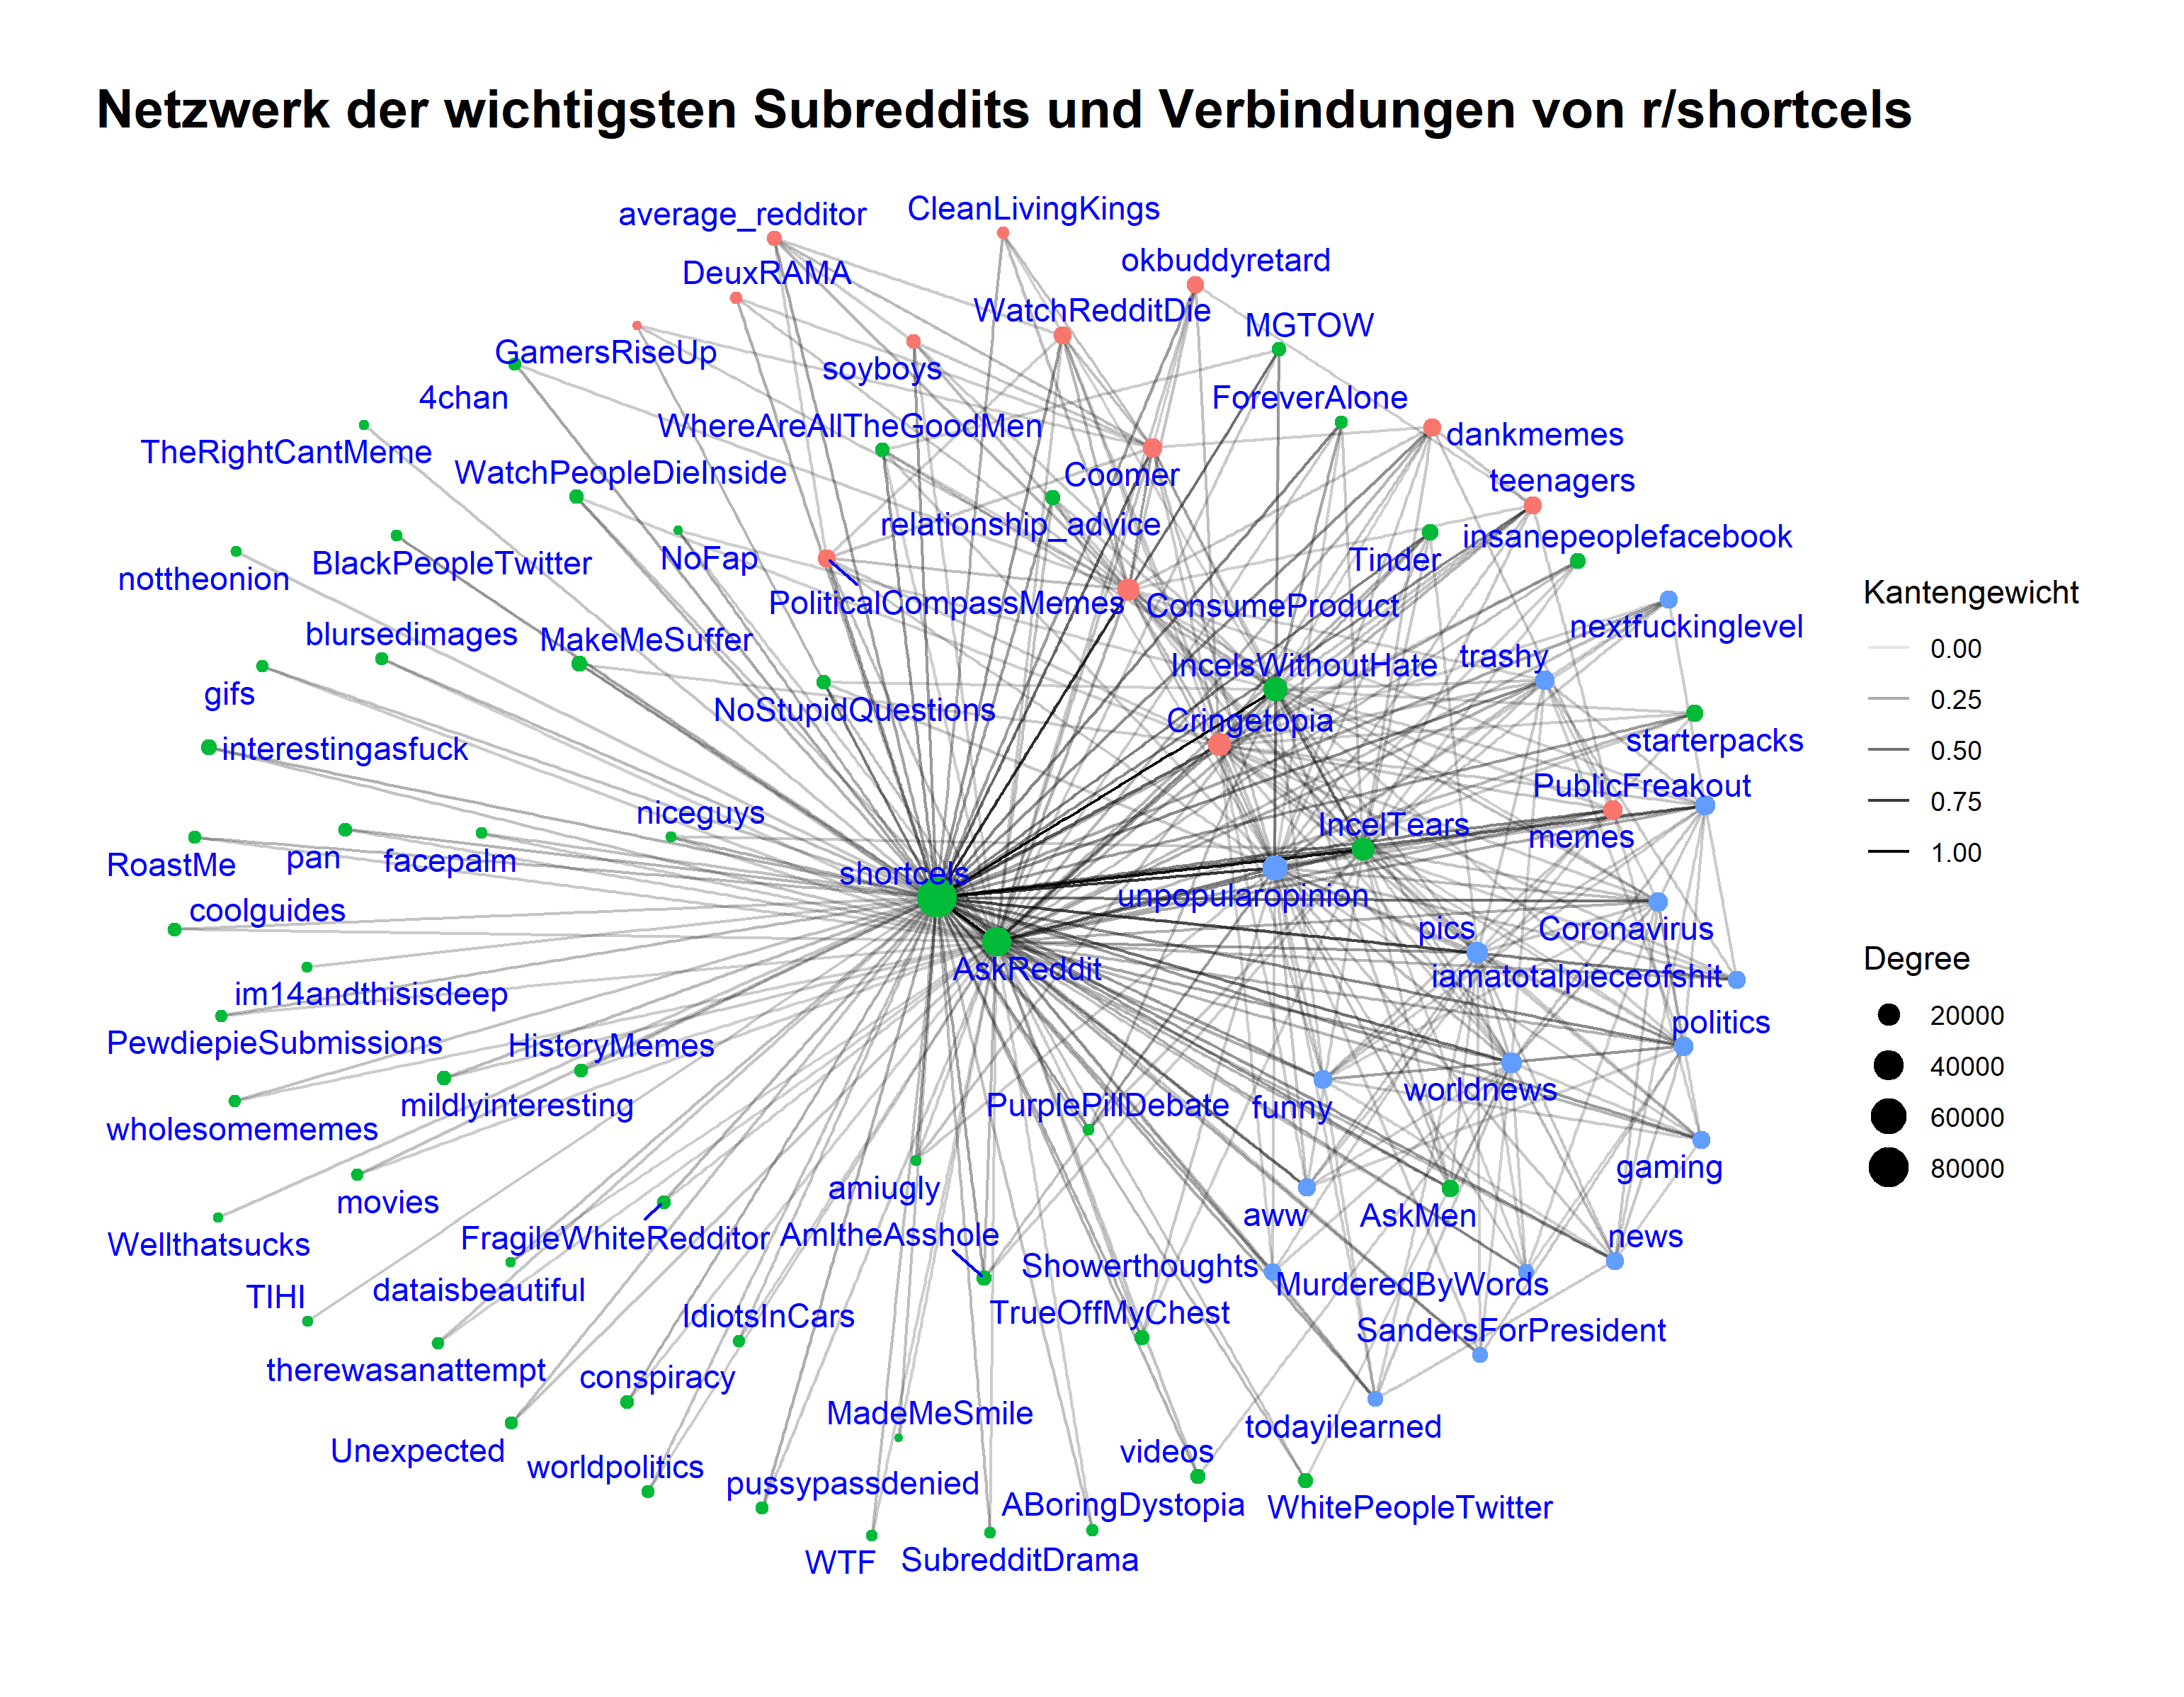 Netzwerk der wichtigsten Subreddits und Verbindungen von r/shortcels
average_redditor
CleanLivingKings
DeuxRAMA
okbuddyretard
WatchRedditDie
MGTOW
GamersRiseUp
soyboys
4chan
ForeverAlone
WhereAreAllTheGoodMen
dankmemes
TheRightCantMeme
WatchPeopleDieInside
Coomer
teenagers
relationship_advice
insanepeoplefacebook
nottheonion
BlackPeopleTwitter
NoFap
Tinder
PoliticalCompassMemes
ConsumeProduct
nextfuckinglevel
blursedimages
MakeMeSuffer
IncelsWithoutHate
trashy
gifs
NoStupidQuestions
Cringetopia
starterpacks
interestingasfuck
PublicFreakout
niceguys
IncelTears
memes
RoastMe
pan
facepalm
shortcels
unpopularopinion
coolguides
pics
Coronavirus
AskReddit
iamatotalpieceofshit
im14andthisisdeep
politics
PewdiepieSubmissions
HistoryMemes
worldnews
wholesomememes
mildlyinteresting
PurplePillDebate
funny
gaming
movies
amiugly
aww
AskMen
Wellthatsucks
FragileWhiteRedditor
AmItheAsshole
news
TIHI
dataisbeautiful
Showerthoughts
MurderedByWords
IdiotsInCars
TrueOffMyChest
SandersForPresident
therewasanattempt
conspiracy
MadeMeSmile
todayilearned
Unexpected
worldpolitics
pussypassdenied
videos
ABoringDystopia
WhitePeopleTwitter
WTF
SubredditDrama
Kantengewicht
0.00
0.25
0.50
0.75
1.00
Degree
20000
40000
60000
80000